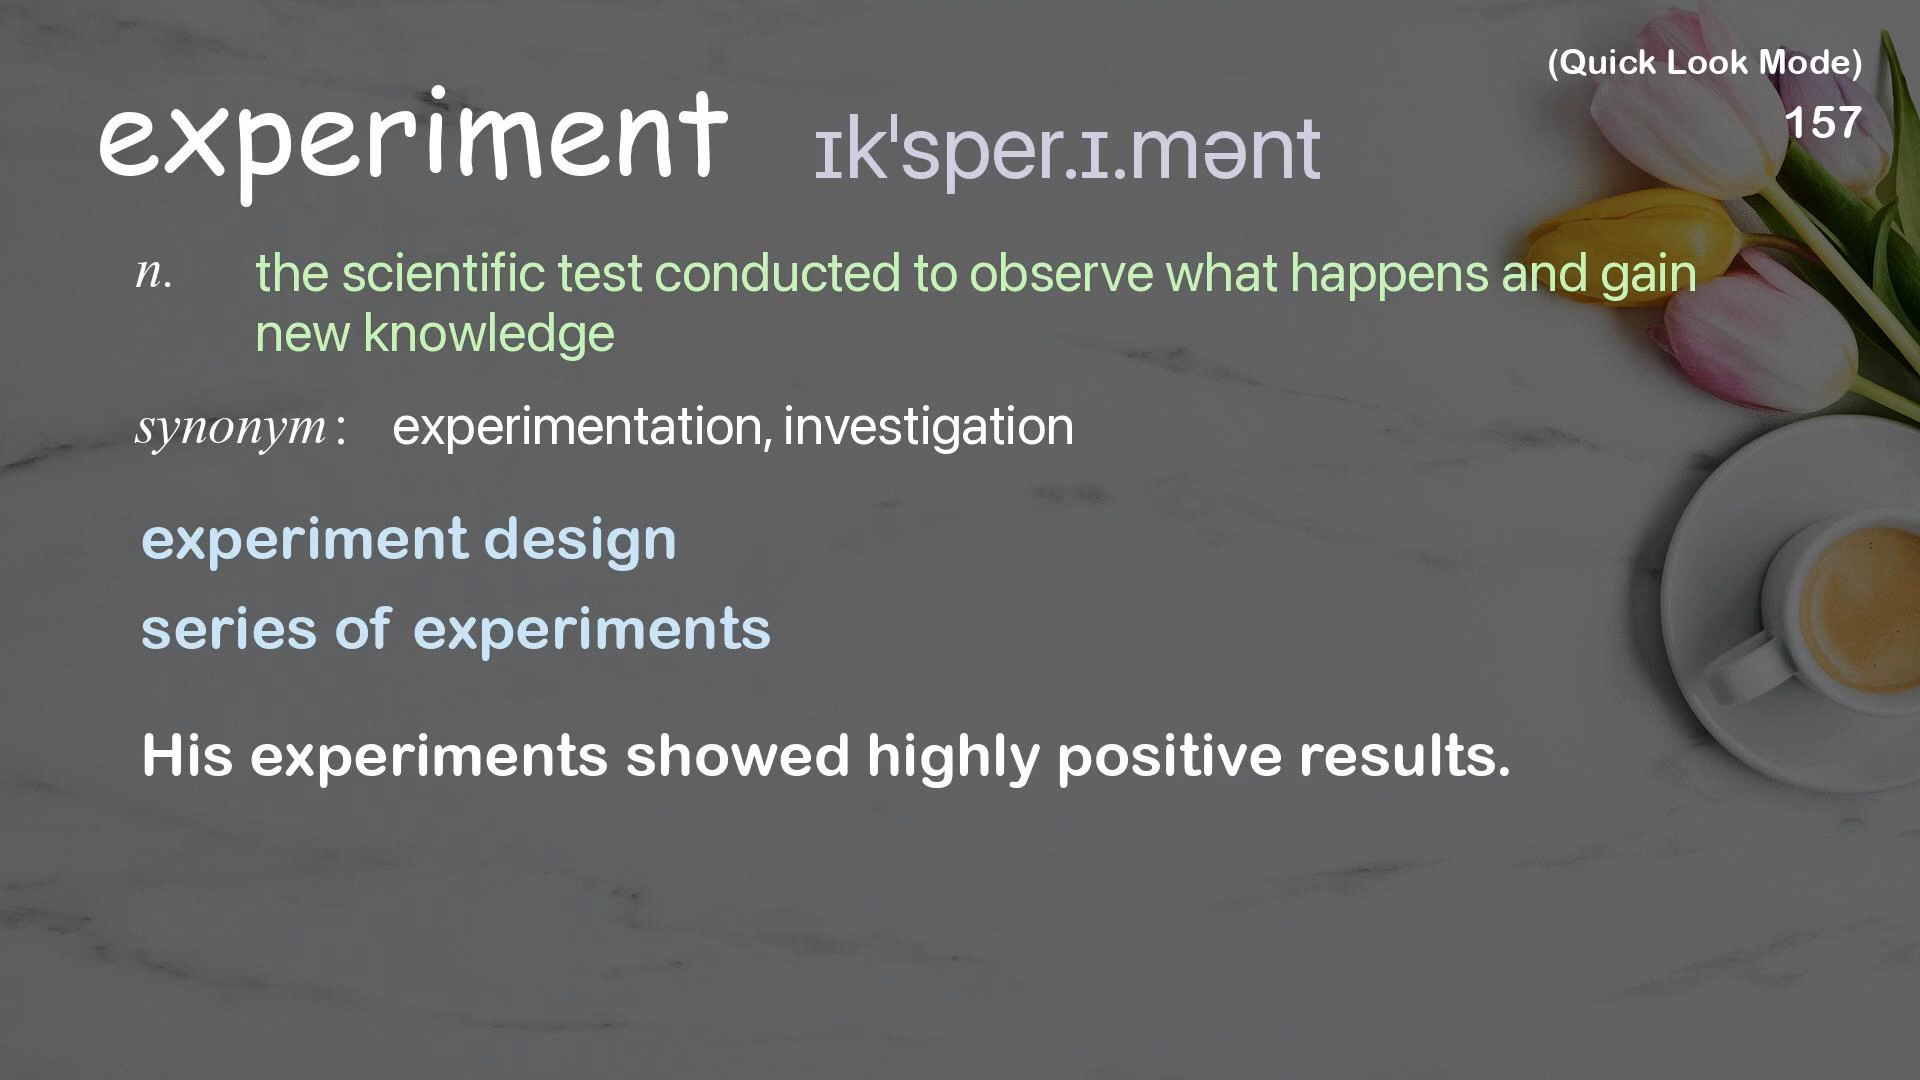 (Quick Look Mode)
157
experiment ɪkˈsper.ɪ.mənt
n. the scientific test conducted to observe what happens and gain
new knowledge
synonym : experimentation, investigation
experiment design
series of experiments
His experiments showed highly positive results.